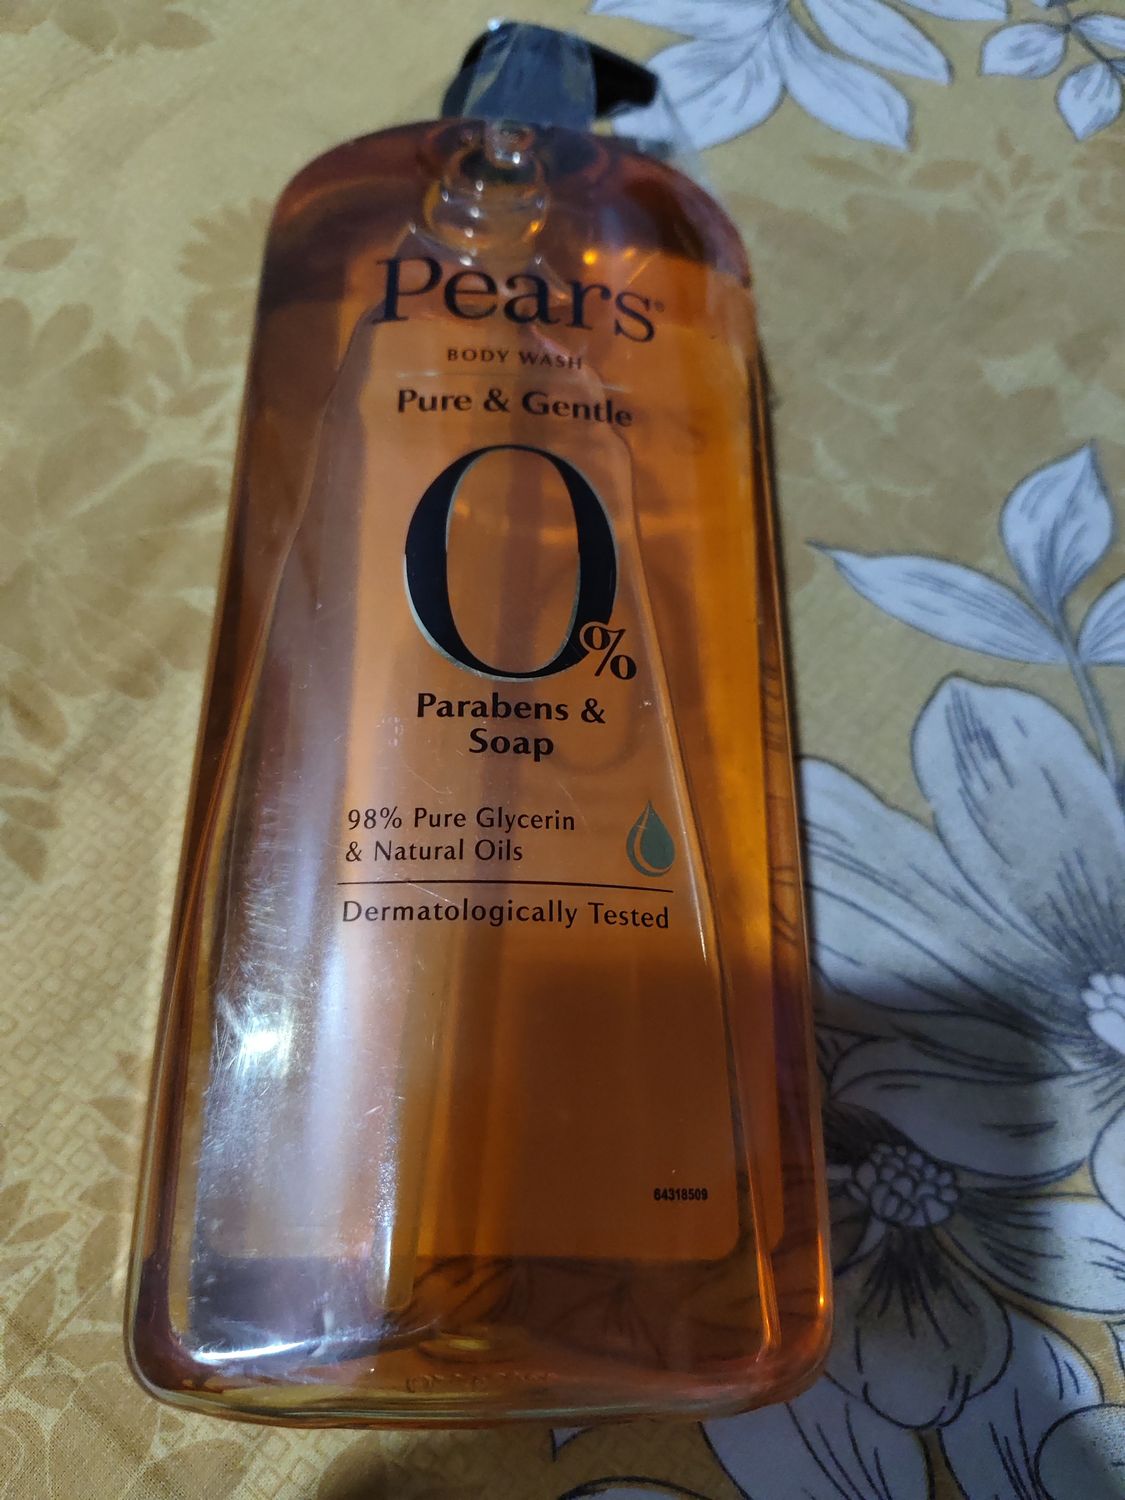 Pears®
BODY WASH
Pure & Gentle
0%
Parabens &
Soap
98% Pure Glycerin
& Natural Oils
Dermatologically Tested
64318509